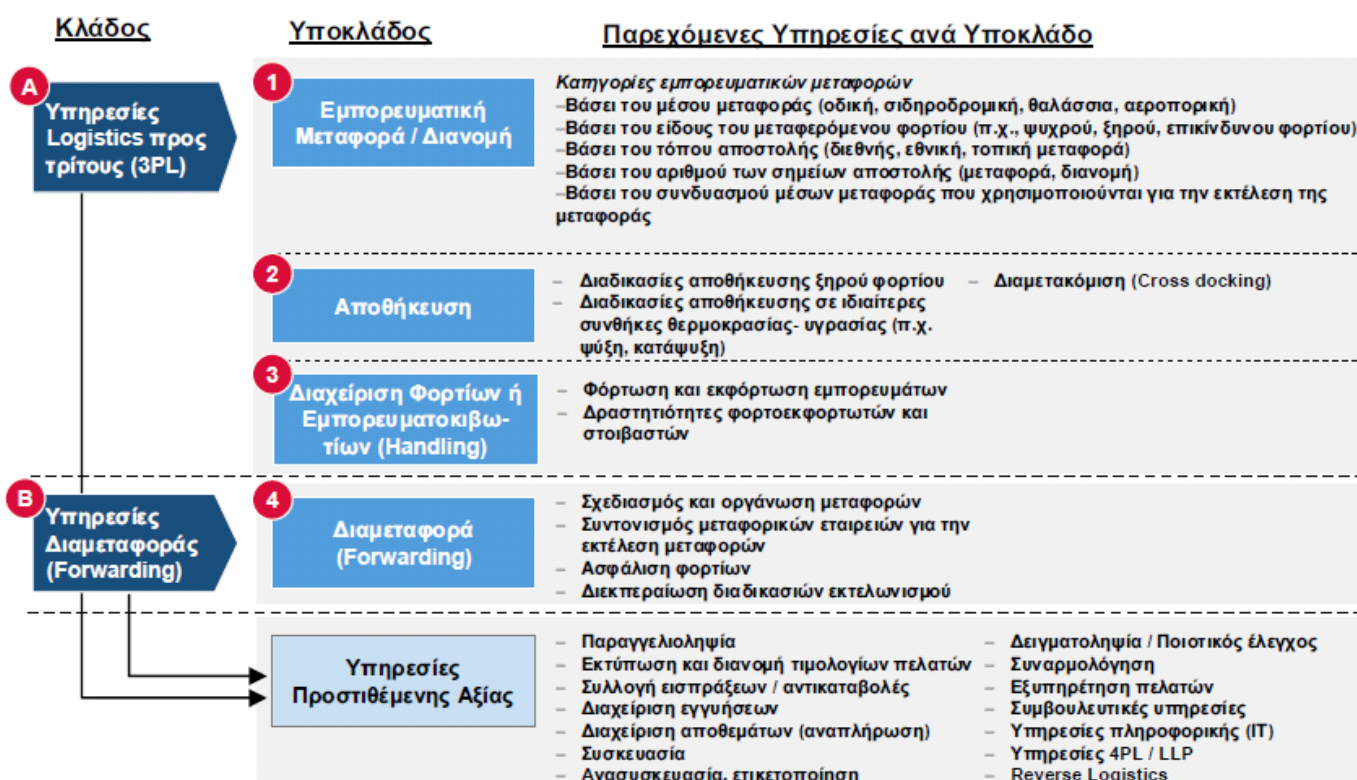 Κλάδος
Υποκλάδος
Παρεχόμενες Υπηρεσίες ανά Υποκλάδο
A
Υπηρεσίες
Logistics προς
τρίτους (3PL)
1
Εμπορευματική
Μεταφορά / Διανομή
Κατηγορίες εμπορευματικών μεταφορών
–Βάσει του μέσου μεταφοράς (οδική, σιδηροδρομική, θαλάσσια, αεροπορική)
–Βάσει του είδους του μεταφερόμενου φορτίου (π.χ., ψυχρού, ξηρού, επικίνδυνου φορτίου)
–Βάσει του τόπου αποστολής (διεθνής, εθνική, τοπική μεταφορά)
–Βάσει του αριθμού των σημείων αποστολής (μεταφορά, διανομή)
–Βάσει του συνδυασμού μέσων μεταφοράς που χρησιμοποιούνται για την εκτέλεση της
μεταφοράς
2
Αποθήκευση
– Διαδικασίες αποθήκευσης ξηρού φορτίου
– Διαδικασίες αποθήκευσης σε ιδιαίτερες
συνθήκες θερμοκρασίας- υγρασίας (π.χ.
ψύξη, κατάψυξη)
– Διαμετακόμιση (Cross docking)
3
Διαχείριση Φορτίων ή
Εμπορευματοκιβω-
τίων (Handling)
– Φόρτωση και εκφόρτωση εμπορευμάτων
– Δραστητιότητες φορτοεκφορτωτών και
στοιβαστών
B
Υπηρεσίες
Διαμεταφοράς
(Forwarding)
4
Διαμεταφορά
(Forwarding)
– Σχεδιασμός και οργάνωση μεταφορών
– Συντονισμός μεταφορικών εταιρειών για την
εκτέλεση μεταφορών
– Ασφάλιση φορτίων
– Διεκπεραίωση διαδικασιών εκτελωνισμού
Υπηρεσίες
Προστιθέμενης Αξίας
– Παραγγελιοληψία
– Εκτύπωση και διανομή τιμολογίων πελατών
– Συλλογή εισπράξεων / αντικαταβολές
– Διαχείριση εγγυήσεων
– Διαχείριση αποθεμάτων (αναπλήρωση)
– Συσκευασία
– Ανασυσκευασία, ετικετοποίηση
– Δειγματοληψία / Ποιοτικός έλεγχος
– Συναρμολόγηση
– Εξυπηρέτηση πελατών
– Συμβουλευτικές υπηρεσίες
– Υπηρεσίες πληροφορικής (IT)
– Υπηρεσίες 4PL / LLP
– Reverse Logistics